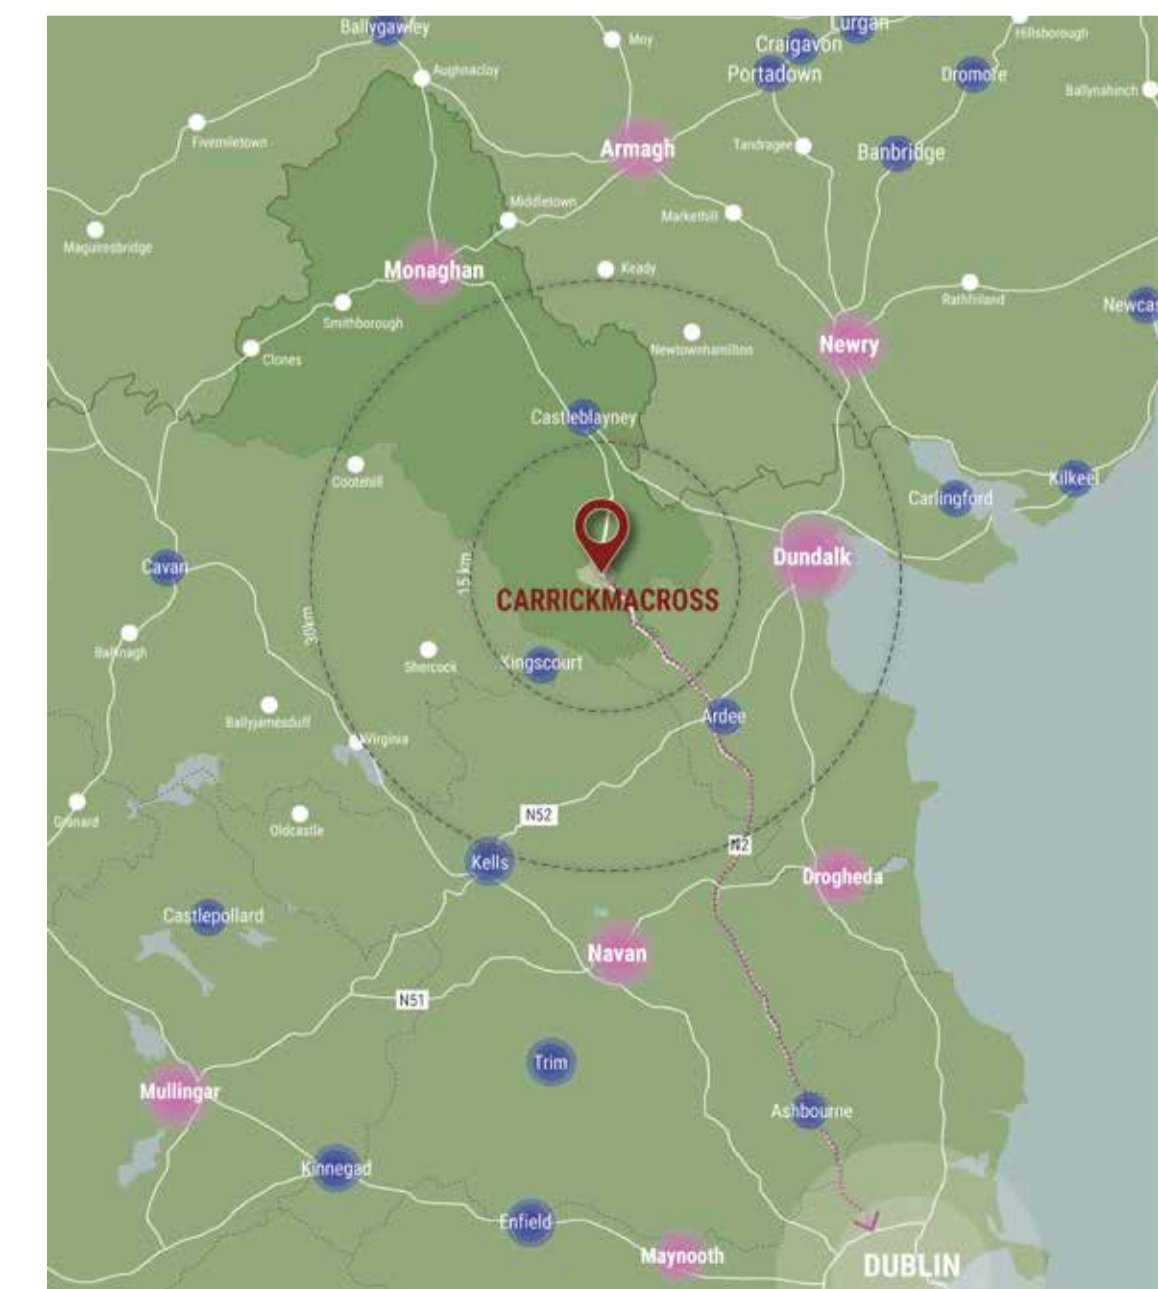 Ballygawley
Lurgan
Hillsborough
Moy
Craigavon
Aughnacloy
Portadown
Dromore
Ballynahinch
Fivemiletown
Armagh
Tandragee
Banbridge
Middletown
Markethill
Maguiresbridge
Monaghan
Keady
Rathfriland
Newcas
Smithborough
Newry
Newtownhamilton
Clones
Castleblayney
Cootehill
Kilkeel
Carlingford
15 km
Dundalk
Cavan
CARRICKMACROSS
30km
Ballinagh
Shercock
Kingscourt
Ardee
Ballyjamesduff
Virginia
Granard
Oldcastle
N52
N2
Kells
Drogheda
Castlepollard
Navan
N51
Trim
Mullingar
Ashbourne
Kinnegad
Enfield
Maynooth
DUBLIN